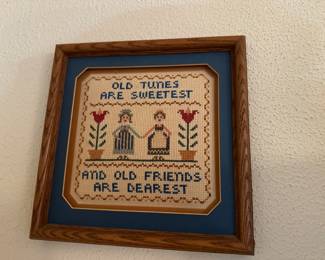 OLD TUNES
ARE SWEETEST
AND OLD FRIENDS
ARE DEAREST